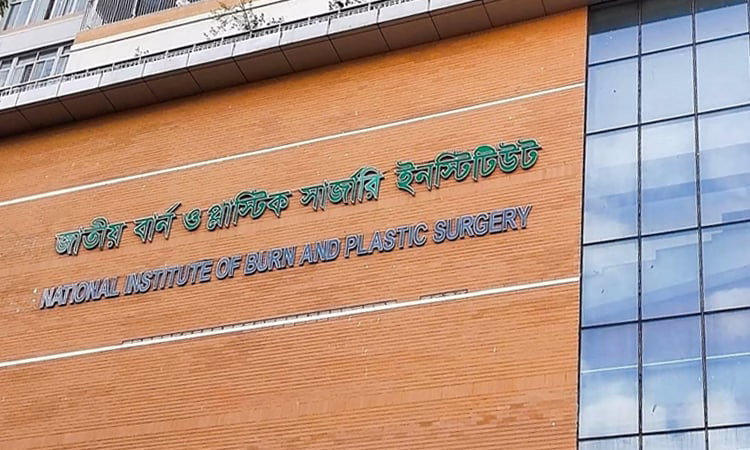 জাতীয় বার্ন ও প্লাস্টিক সার্জারি ইনস্টিটিউট
NATIONAL INSTITUTE OF BURN AND PLASTIC SURGERY